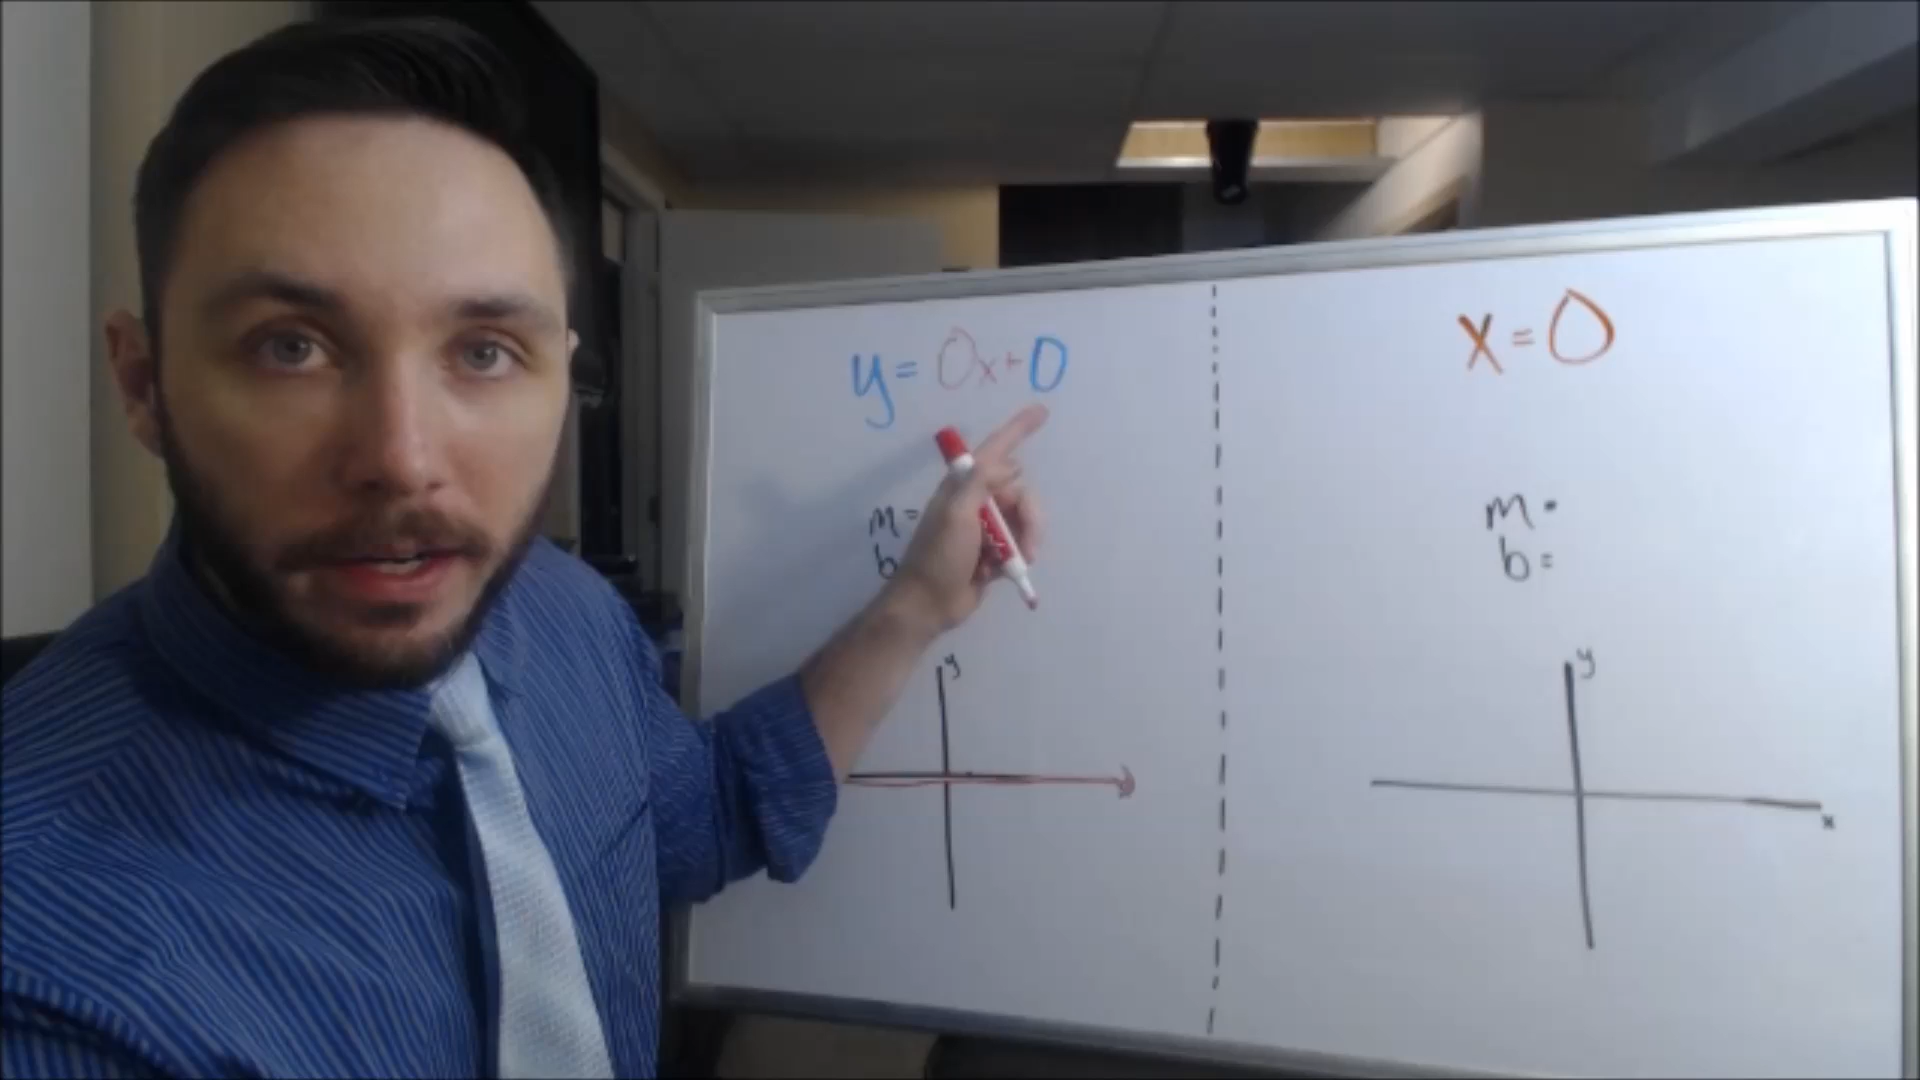 y = 0x + 0
m =
b
y
x = 0
m =
b =
y
x